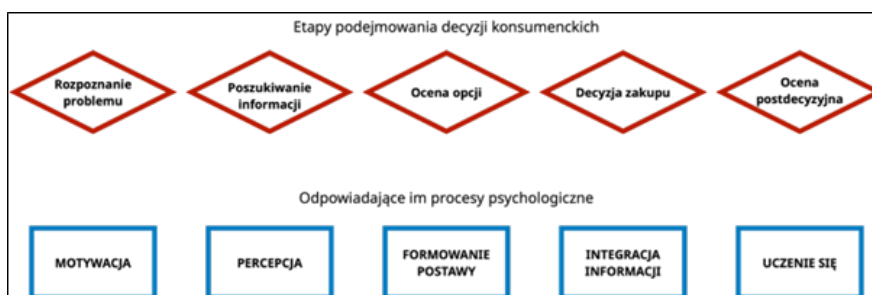 Etapy podejmowania decyzji konsumenckich
Rozpoznanie
problemu
Poszukiwanie
informacji
Ocena opcji
Decyzja zakupu
Ocena
postdecyzyjna
Odpowiadające im procesy psychologiczne
MOTYWACJA
PERCEPCJA
FORMOWANIE
POSTAWY
INTEGRACJA
INFORMACJI
UCZENIE SIĘ